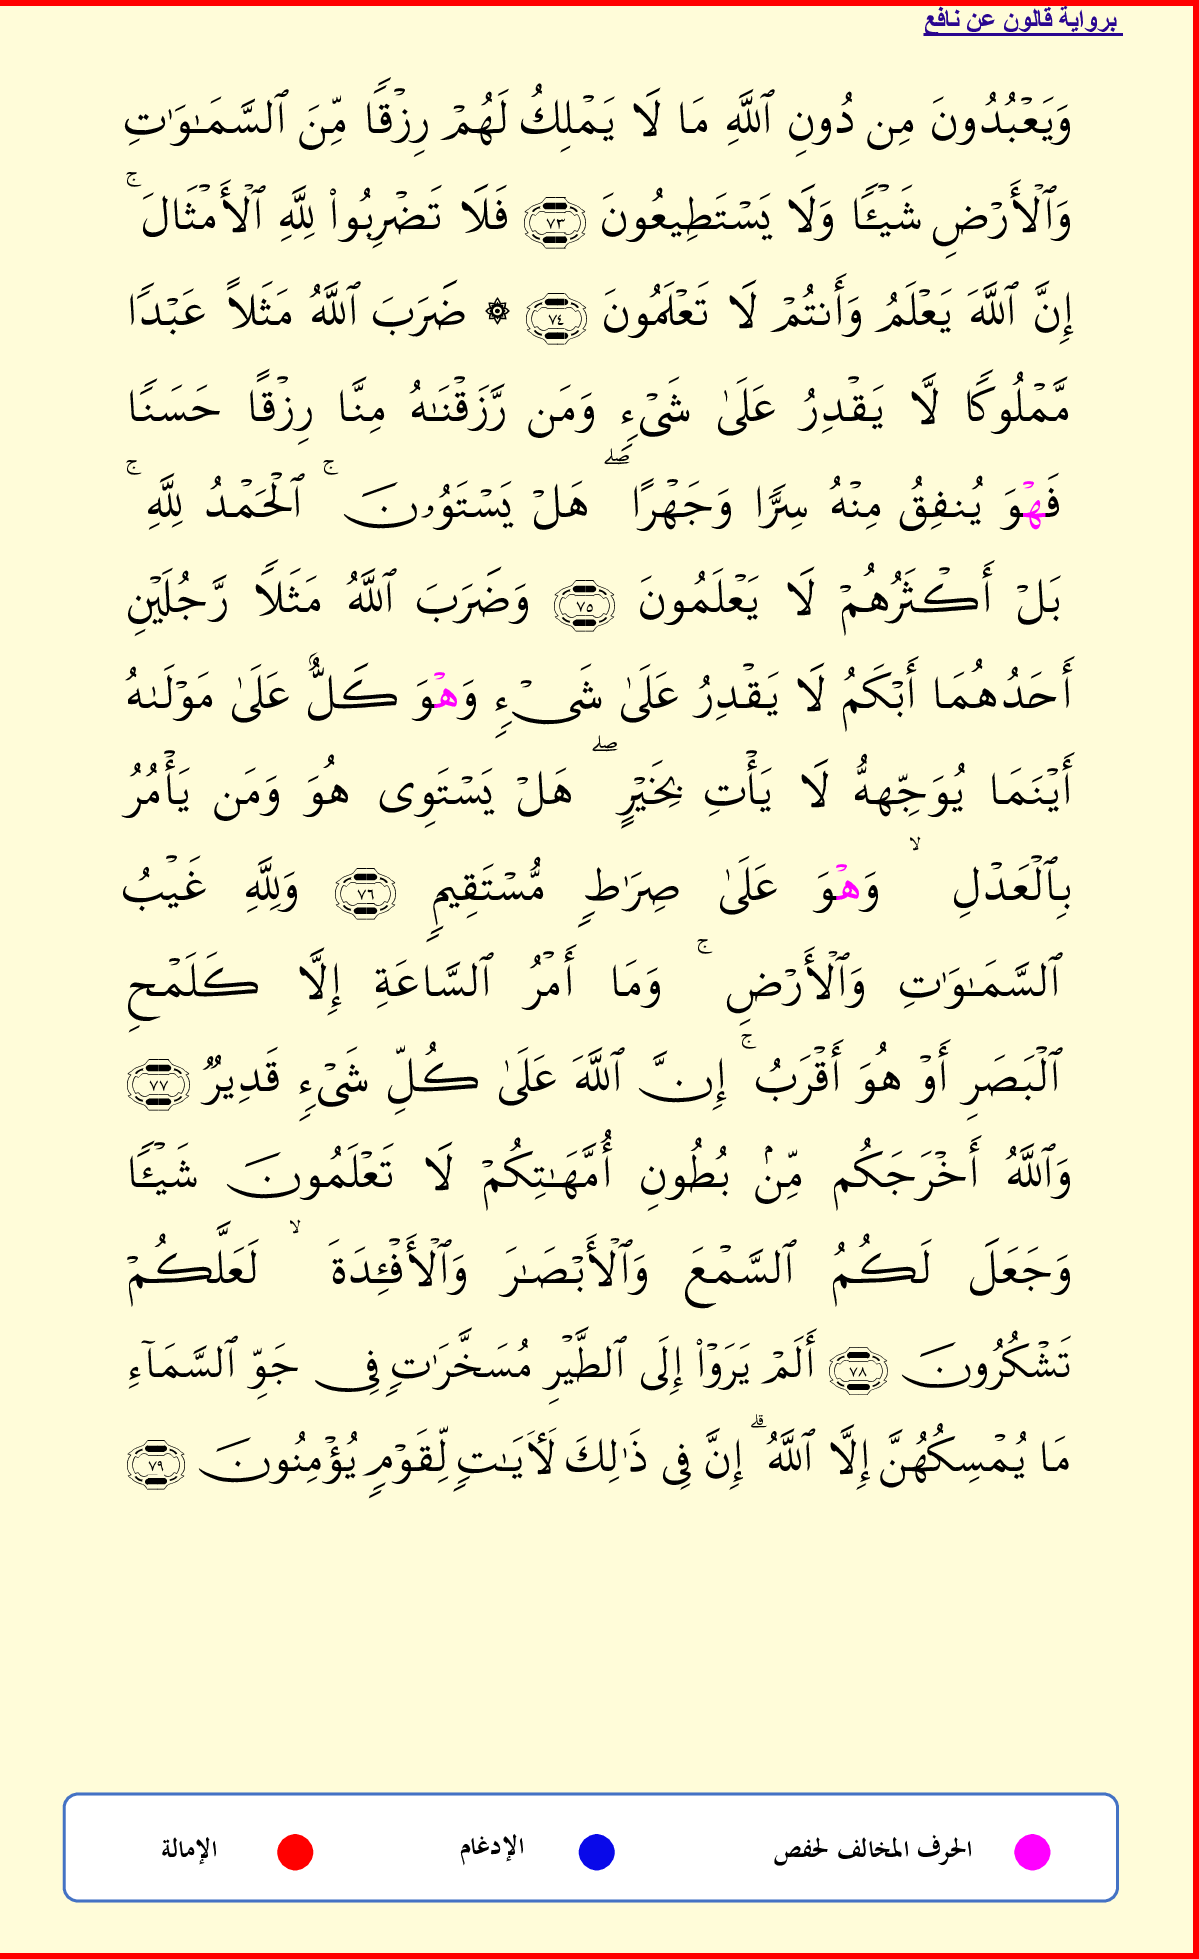 برواية قالون عن نافع
وَيَعْبُدُونَ مِن دُونِ ٱللَّهِ مَا لَا يَمْلِكُ لَهُمْ رِزْقًا مِّنَ ٱلسَّمَٰوَٰتِ
وَٱلْأَرْضِ شَيْـًٔا وَلَا يَسْتَطِيعُونَ ٧٣ فَلَا تَضْرِبُوا۟ لِلَّهِ ٱلْأَمْثَالَ ۚ
إِنَّ ٱللَّهَ يَعْلَمُ وَأَنتُمْ لَا تَعْلَمُونَ ٧٤ ۞ ضَرَبَ ٱللَّهُ مَثَلًا عَبْدًا
مَّمْلُوكًا لَّا يَقْدِرُ عَلَىٰ شَىْءٍ وَمَن رَّزَقْنَٰهُ مِنَّا رِزْقًا حَسَنًا
فَهْوَ يُنفِقُ مِنْهُ سِرًّا وَجَهْرًا ۖ هَلْ يَسْتَوُۥنَ ۚ ٱلْحَمْدُ لِلَّهِ ۚ
بَلْ أَكْثَرُهُمْ لَا يَعْلَمُونَ ٧٥ وَضَرَبَ ٱللَّهُ مَثَلًا رَّجُلَيْنِ
أَحَدُهُمَا أَبْكَمُ لَا يَقْدِرُ عَلَىٰ شَىْءٍ وَهْوَ كَلٌّ عَلَىٰ مَوْلَىٰهُ
أَيْنَمَا يُوَجِّههُّ لَا يَأْتِ بِخَيْرٍ ۖ هَلْ يَسْتَوِى هُوَ وَمَن يَأْمُرُ
بِٱلْعَدْلِ ۙ وَهْوَ عَلَىٰ صِرَٰطٍ مُّسْتَقِيمٍ ٧٦ وَلِلَّهِ غَيْبُ
ٱلسَّمَٰوَٰتِ وَٱلْأَرْضِ ۚ وَمَا أَمْرُ ٱلسَّاعَةِ إِلَّا كَلَمْحِ
ٱلْبَصَرِ أَوْ هُوَ أَقْرَبُ ۚ إِنَّ ٱللَّهَ عَلَىٰ كُلِّ شَىْءٍ قَدِيرٌ ٧٧
وَٱللَّهُ أَخْرَجَكُم مِّنۢ بُطُونِ أُمَّهَٰتِكُمْ لَا تَعْلَمُونَ شَيْـًٔا
وَجَعَلَ لَكُمُ ٱلسَّمْعَ وَٱلْأَبْصَٰرَ وَٱلْأَفْـِٔدَةَ ۙ لَعَلَّكُمْ
تَشْكُرُونَ ٧٨ أَلَمْ يَرَوْا۟ إِلَى ٱلطَّيْرِ مُسَخَّرَٰتٍ فِى جَوِّ ٱلسَّمَآءِ
مَا يُمْسِكُهُنَّ إِلَّا ٱللَّهُ ۗ إِنَّ فِى ذَٰلِكَ لَأٓيَٰتٍ لِّقَوْمٍ يُؤْمِنُونَ ٧٩
الحرف المخالف لحفص الإدغام الإمالة